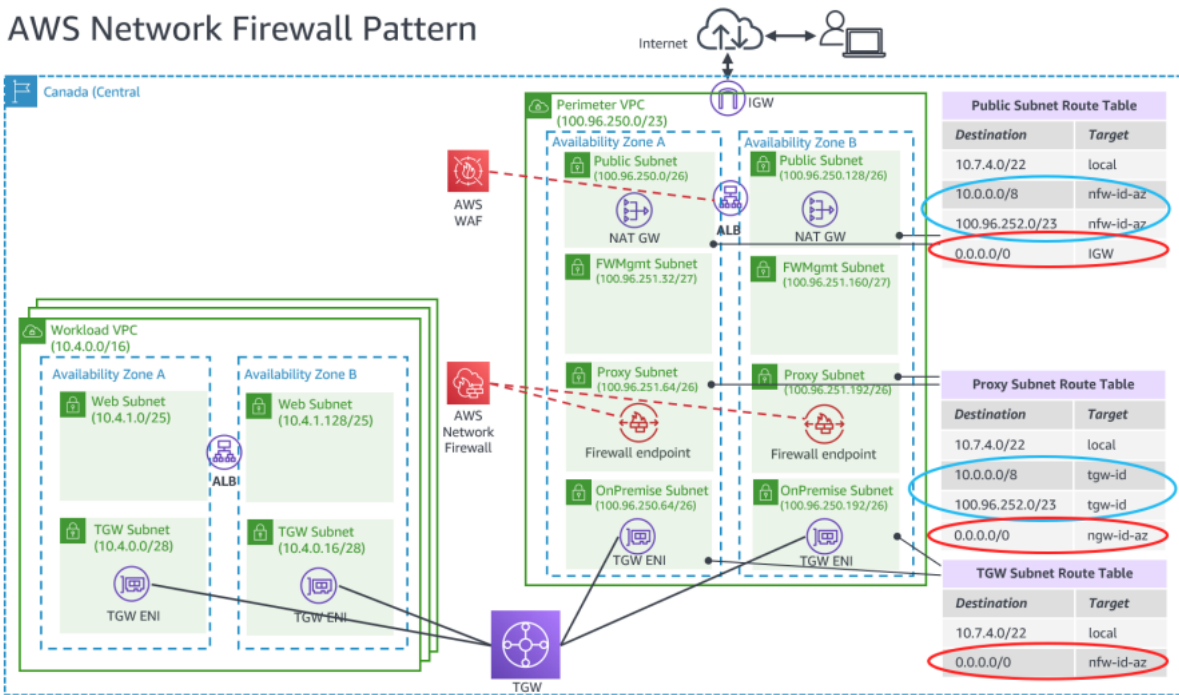 AWS Network Firewall Pattern
Internet
Canada (Central
IGW
Perimeter VPC
(100.96.250.0/23)
Availability Zone A
Public Subnet
(100.96.250.0/26)
NAT GW
FWMgmt Subnet
(100.96.251.32/27)
Proxy Subnet
(100.96.251.64/26)
Firewall endpoint
OnPremise Subnet
(100.96.250.64/26)
TGW ENI
Availability Zone B
Public Subnet
(100.96.250.128/26)
NAT GW
FWMgmt Subnet
(100.96.251.160/27)
Proxy Subnet
(100.96.251.192/26)
Firewall endpoint
OnPremise Subnet
(100.96.250.192/26)
TGW ENI
ALB
AWS
WAF
AWS
Network
Firewall
Workload VPC
(10.4.0.0/16)
Availability Zone A
Web Subnet
(10.4.1.0/25)
TGW Subnet
(10.4.0.0/28)
TGW ENI
Availability Zone B
Web Subnet
(10.4.1.128/25)
TGW Subnet
(10.4.0.16/28)
TGW ENI
ALB
TGW
Public Subnet Route Table
Destination Target
10.7.4.0/22 local
10.0.0.0/8 nfw-id-az
100.96.252.0/23 nfw-id-az
0.0.0.0/0 IGW
Proxy Subnet Route Table
Destination Target
10.7.4.0/22 local
10.0.0.0/8 tgw-id
100.96.252.0/23 tgw-id
0.0.0.0/0 ngw-id-az
TGW Subnet Route Table
Destination Target
10.7.4.0/22 local
0.0.0.0/0 nfw-id-az